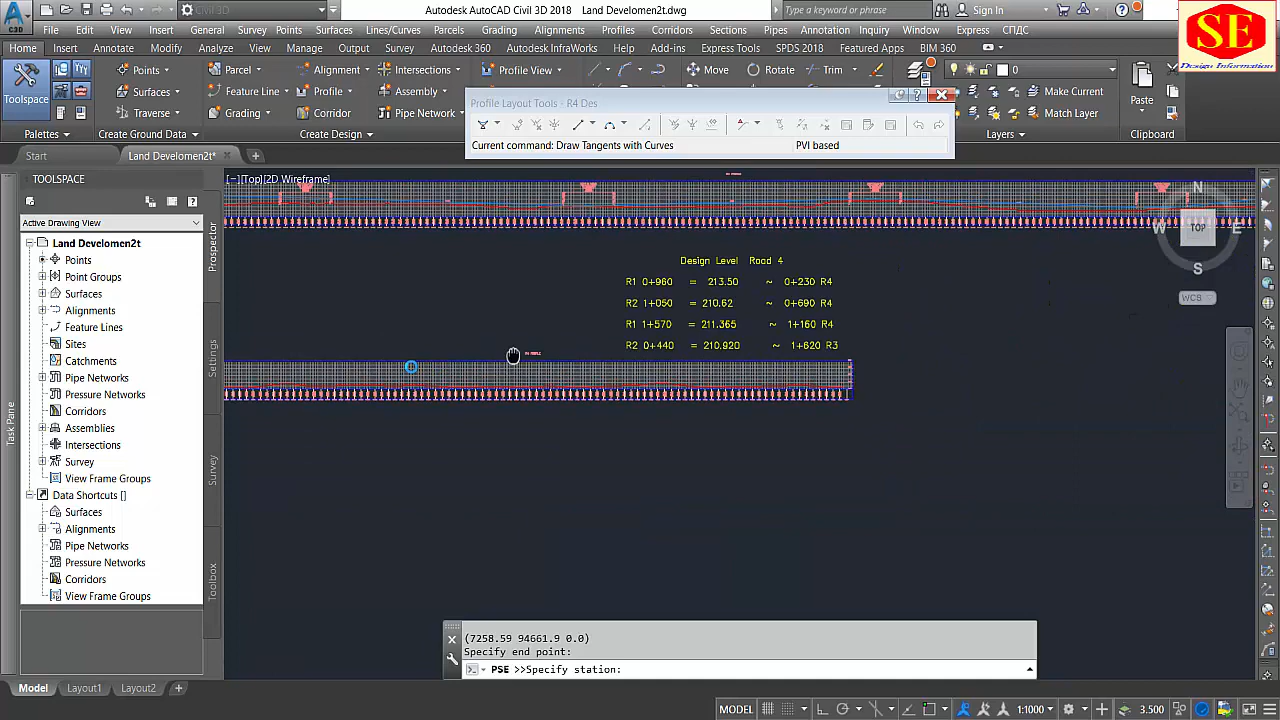 Autodesk AutoCAD Civil 3D 2018 Land Developmen2t.dwg
Civil 3D
Type a keyword or phrase
Sign In
SE
Design Information
C3D
File Edit View Insert General Survey Points Surfaces Lines/Curves Parcels Grading Alignments Profiles Corridors Sections Pipes Annotation Inquiry Window Express СПДС
Home Insert Annotate Modify Analyze View Manage Output Survey Autodesk 360 Autodesk InfraWorks Help Add-ins Express Tools SPDS 2018 Featured Apps BIM 360
Toolspace
Points
Surfaces
Traverse
Parcel
Feature Line
Grading
Alignment
Profile
Corridor
Intersections
Assembly
Pipe Network
Profile View
Move
Rotate
Trim
0
Make Current
Match Layer
Paste
Palettes
Create Ground Data
Create Design
Layers
Clipboard
Profile Layout Tools - R4 Des
Current command: Draw Tangents with Curves
PVI based
Start
Land Developmen2t*
TOOLSPACE
Active Drawing View
Land Developmen2t
Points
Point Groups
Surfaces
Alignments
Feature Lines
Sites
Catchments
Pipe Networks
Pressure Networks
Corridors
Assemblies
Intersections
Survey
View Frame Groups
Data Shortcuts []
Surfaces
Alignments
Pipe Networks
Pressure Networks
Corridors
View Frame Groups
Task Pane
Prospector
Settings
Survey
Toolbox
[−][Top][2D Wireframe]
Design Level Road 4
R1 0+960 = 213.50 ~ 0+230 R4
R2 1+050 = 210.62 ~ 0+690 R4
R1 1+570 = 211.365 ~ 1+160 R4
R2 0+440 = 210.920 ~ 1+620 R3
N
W TOP E
S
WCS
(7258.59 94661.9 0.0)
Specify end point:
PSE >>Specify station:
Model Layout1 Layout2
MODEL
1:1000
3.500